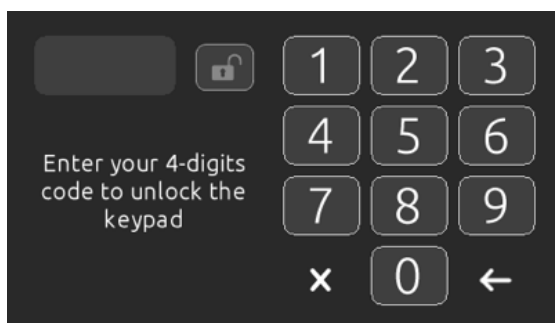 1 2 3
4 5 6
Enter your 4-digits
code to unlock the
keypad
7 8 9
x 0 ←